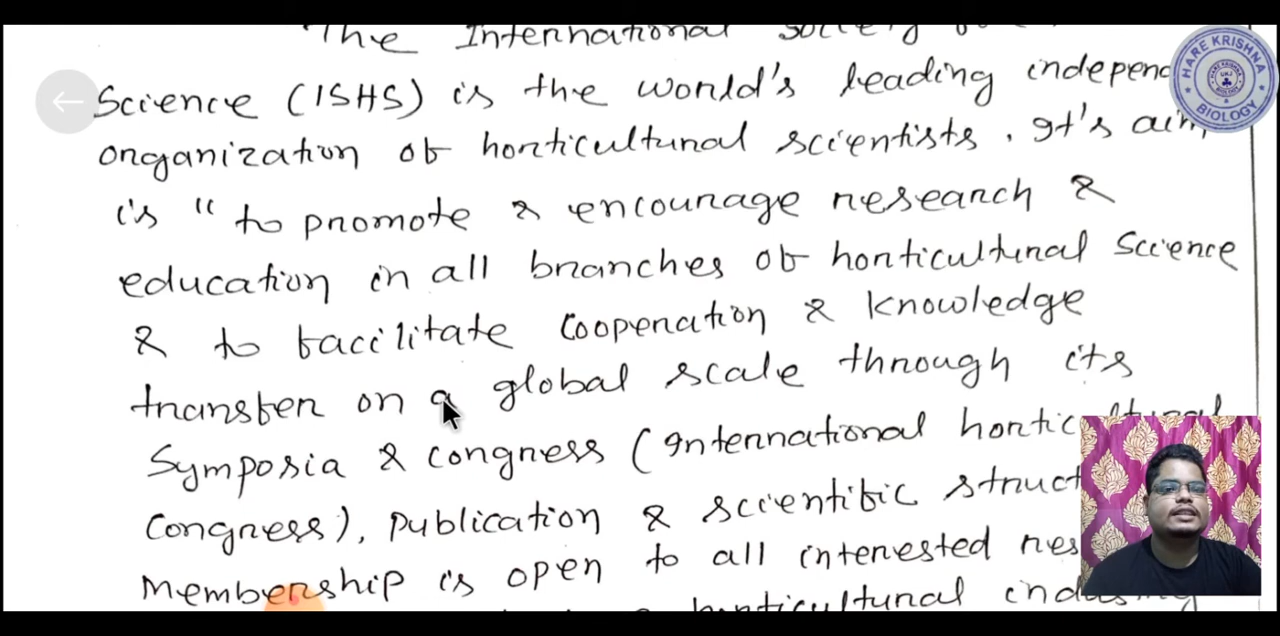 The International Society
Science (ISHS) is the world's leading independ
organization of horticultural scientists. It's aim
is "to promote & encourage research &
education in all branches of horticultural science
& to facilitate cooperation & knowledge
transfer on a global scale through its
Symposia & congress (International horticultural
congress), publication & scientific struct
Membership is open to all interested res
horticultural
HARE KRISHNA
BIOLOGY